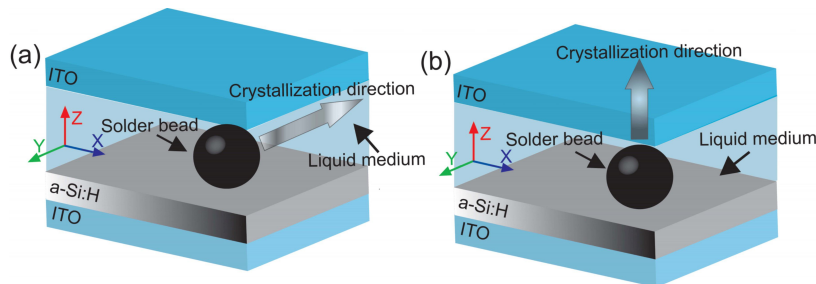 (a)
ITO
Crystallization direction
Z
Y
X
Solder bead
Liquid medium
a-Si:H
ITO
(b)
Crystallization direction
ITO
Z
Y
X
Solder bead
Liquid medium
a-Si:H
ITO